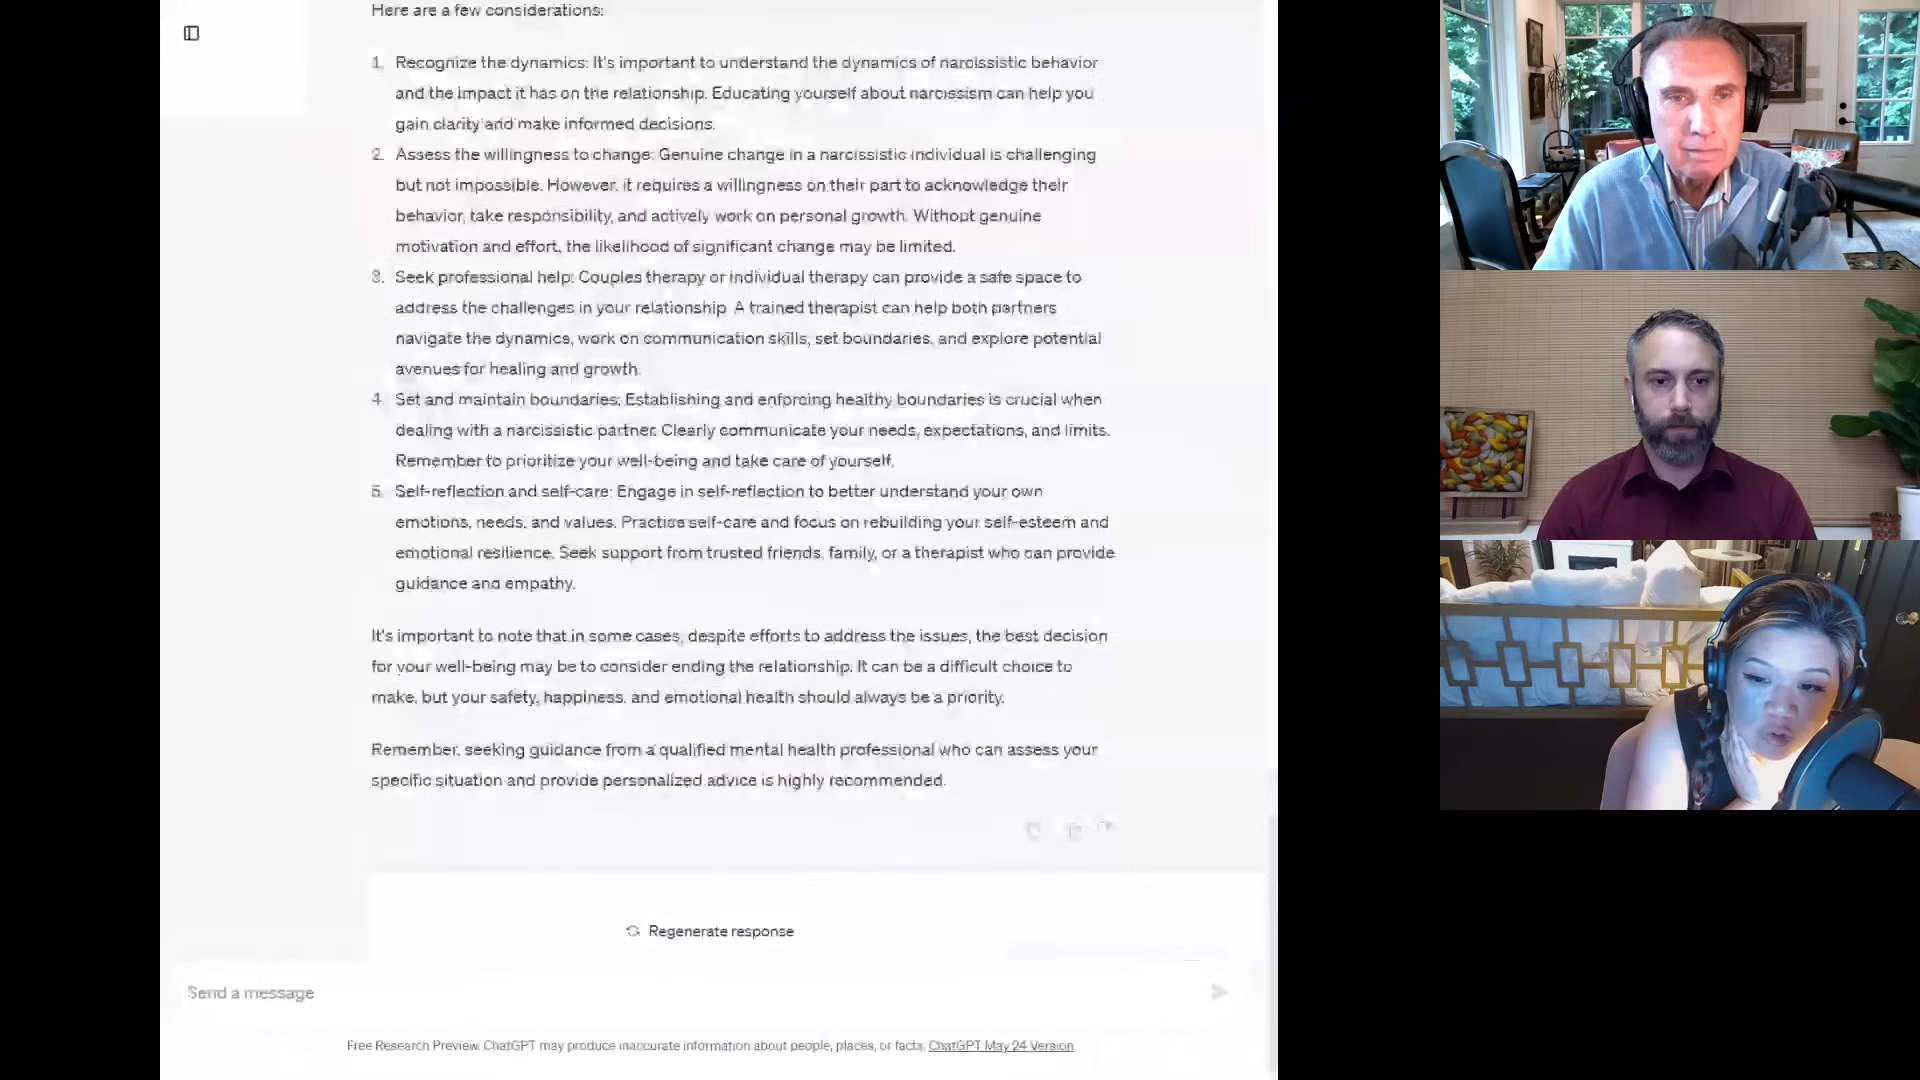 Here are a few considerations:
1. Recognize the dynamics: It's important to understand the dynamics of narcissistic behavior
and the impact it has on the relationship. Educating yourself about narcissism can help you
gain clarity and make informed decisions.
2. Assess the willingness to change: Genuine change in a narcissistic individual is challenging
but not impossible. However, it requires a willingness on their part to acknowledge their
behavior, take responsibility, and actively work on personal growth. Without genuine
motivation and effort, the likelihood of significant change may be limited.
3. Seek professional help: Couples therapy or individual therapy can provide a safe space to
address the challenges in your relationship. A trained therapist can help both partners
navigate the dynamics, work on communication skills, set boundaries, and explore potential
avenues for healing and growth.
4. Set and maintain boundaries: Establishing and enforcing healthy boundaries is crucial when
dealing with a narcissistic partner. Clearly communicate your needs, expectations, and limits.
Remember to prioritize your well-being and take care of yourself.
5. Self-reflection and self-care: Engage in self-reflection to better understand your own
emotions, needs, and values. Practice self-care and focus on rebuilding your self-esteem and
emotional resilience. Seek support from trusted friends, family, or a therapist who can provide
guidance and empathy.
It's important to note that in some cases, despite efforts to address the issues, the best decision
for your well-being may be to consider ending the relationship. It can be a difficult choice to
make, but your safety, happiness, and emotional health should always be a priority.
Remember, seeking guidance from a qualified mental health professional who can assess your
specific situation and provide personalized advice is highly recommended.
Regenerate response
Send a message
Free Research Preview. ChatGPT may produce inaccurate information about people, places, or facts. ChatGPT May 24 Version